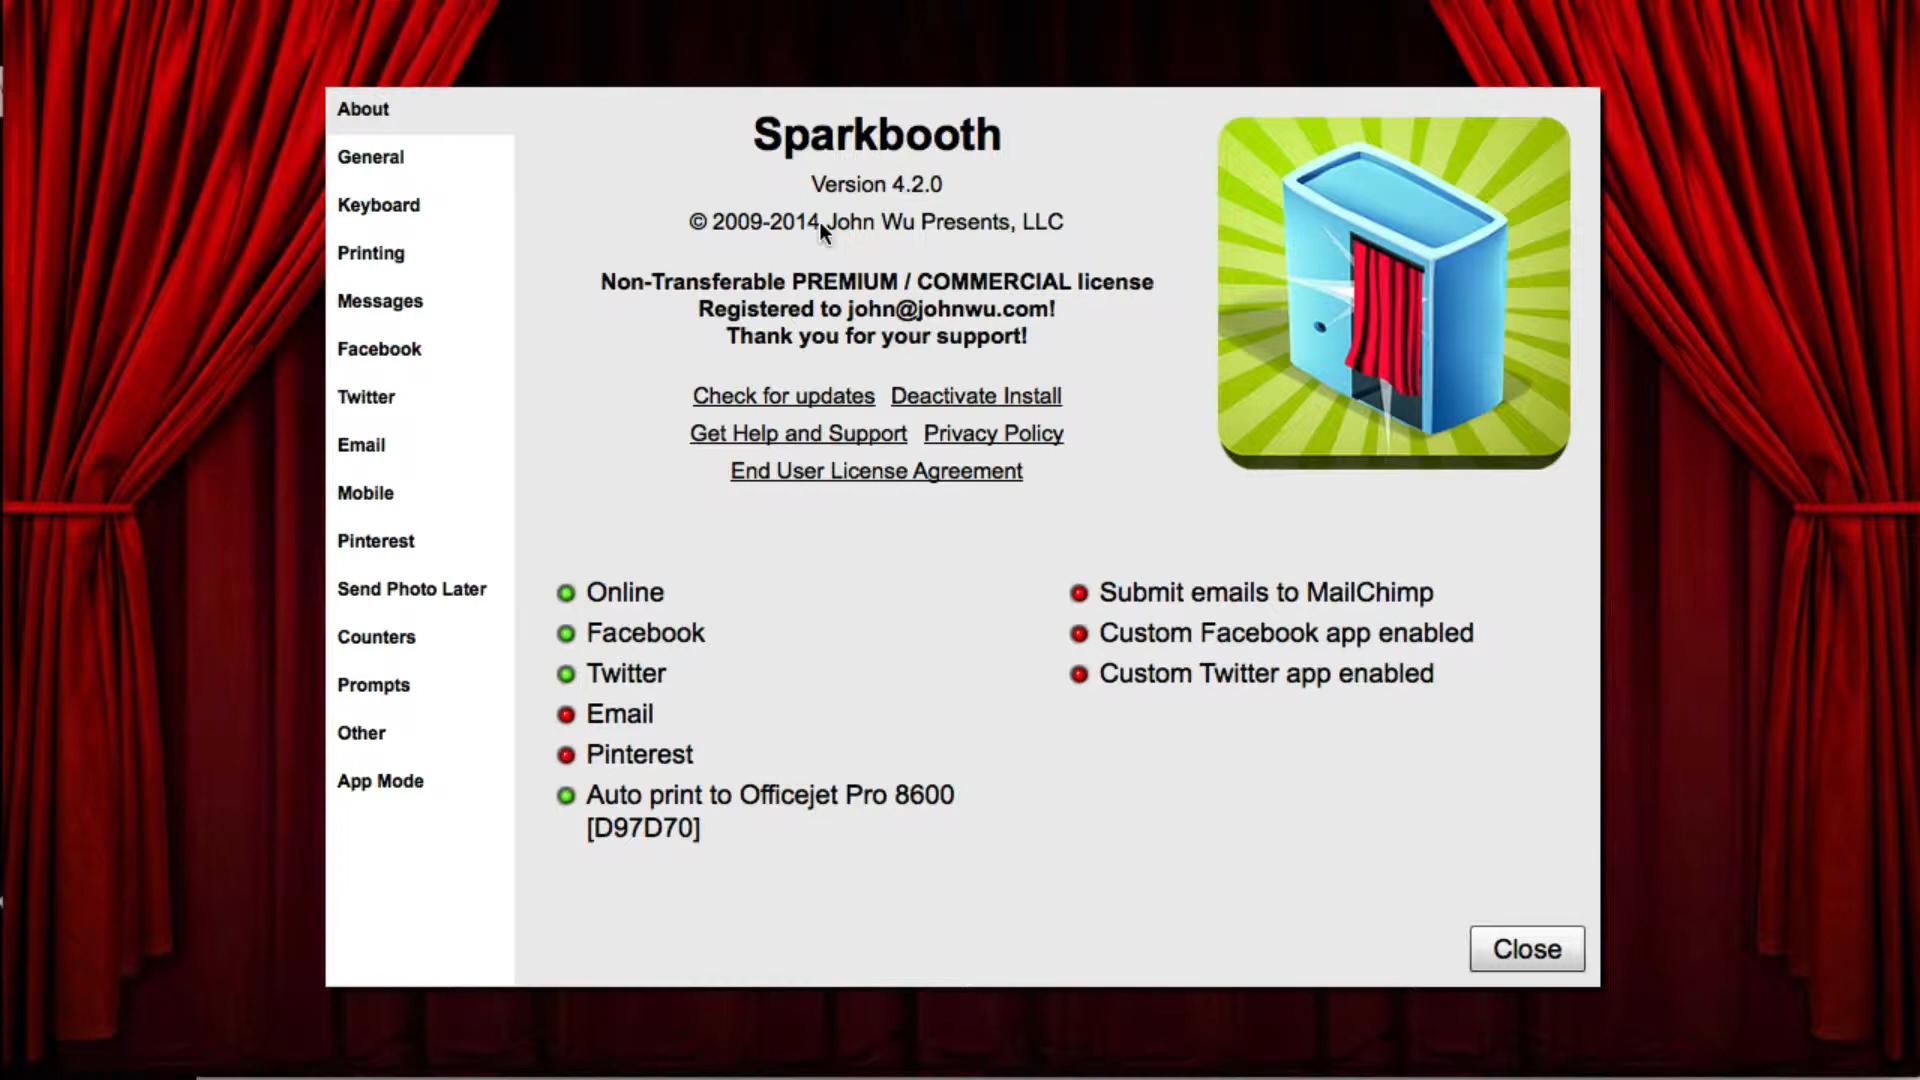 About
General
Keyboard
Printing
Messages
Facebook
Twitter
Email
Mobile
Pinterest
Send Photo Later
Counters
Prompts
Other
App Mode
Sparkbooth
Version 4.2.0
© 2009-2014 John Wu Presents, LLC
Non-Transferable PREMIUM / COMMERCIAL license
Registered to john@johnwu.com!
Thank you for your support!
Check for updates Deactivate Install
Get Help and Support Privacy Policy
End User License Agreement
Online
Facebook
Twitter
Email
Pinterest
Auto print to Officejet Pro 8600
[D97D70]
Submit emails to MailChimp
Custom Facebook app enabled
Custom Twitter app enabled
Close